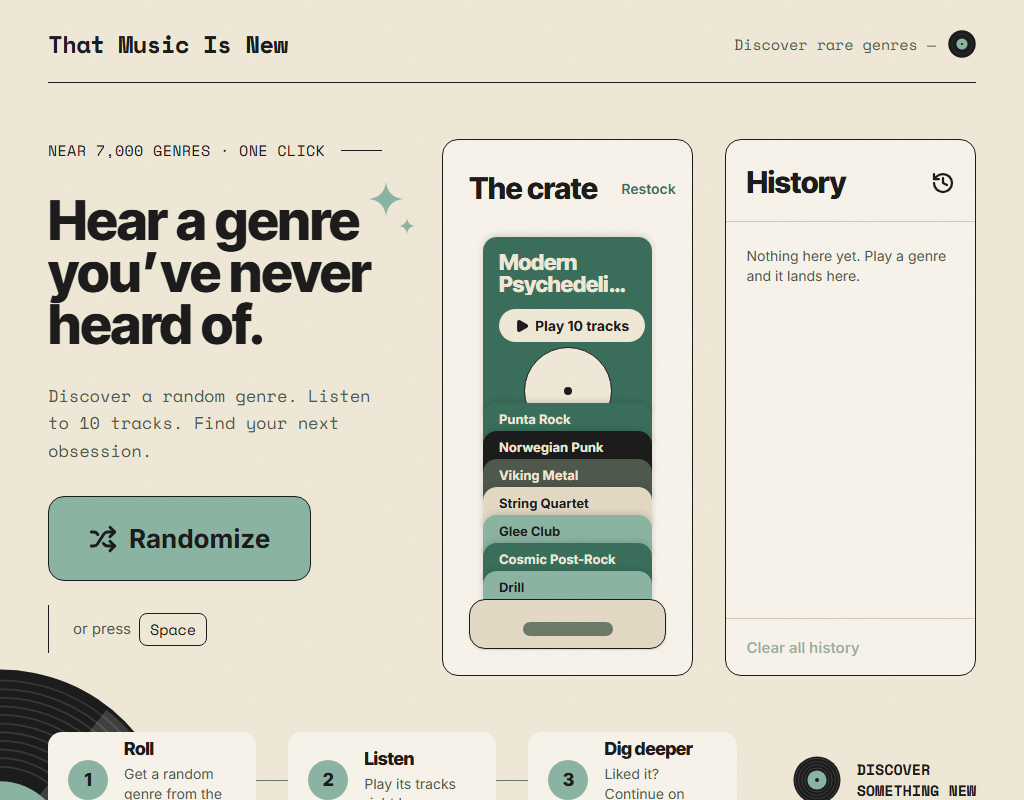 That Music Is New
Discover rare genres —
NEAR 7,000 GENRES · ONE CLICK
Hear a genre
you’ve never
heard of.
Discover a random genre. Listen
to 10 tracks. Find your next
obsession.
Randomize
or press Space
The crate
Restock
Modern
Psychedeli...
Play 10 tracks
Punta Rock
Norwegian Punk
Viking Metal
String Quartet
Glee Club
Cosmic Post-Rock
Drill
History
Nothing here yet. Play a genre
and it lands here.
Clear all history
1
Roll
Get a random
genre from the
2
Listen
Play its tracks
3
Dig deeper
Liked it?
Continue on
DISCOVER
SOMETHING NEW